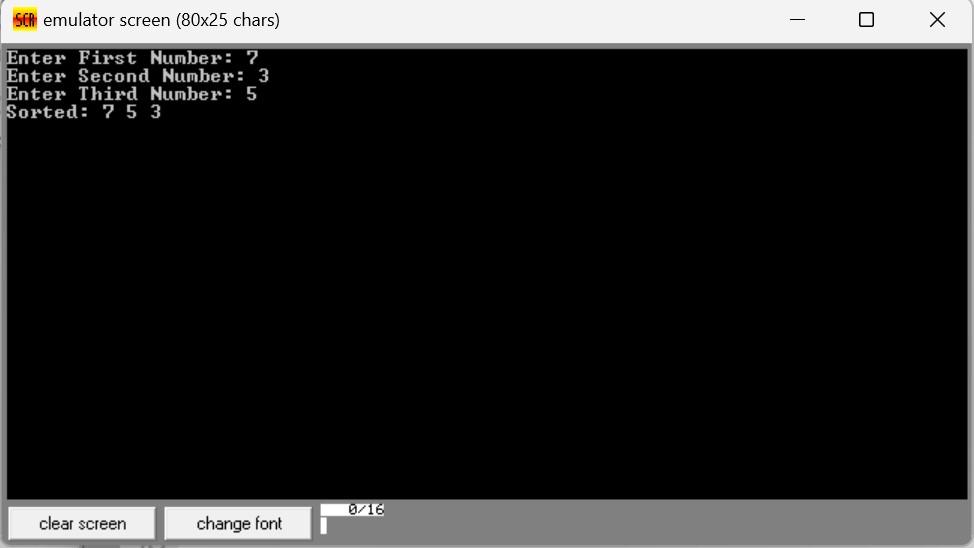 SCR emulator screen (80x25 chars)
Enter First Number: 7
Enter Second Number: 3
Enter Third Number: 5
Sorted: 7 5 3
clear screen
change font
0/16